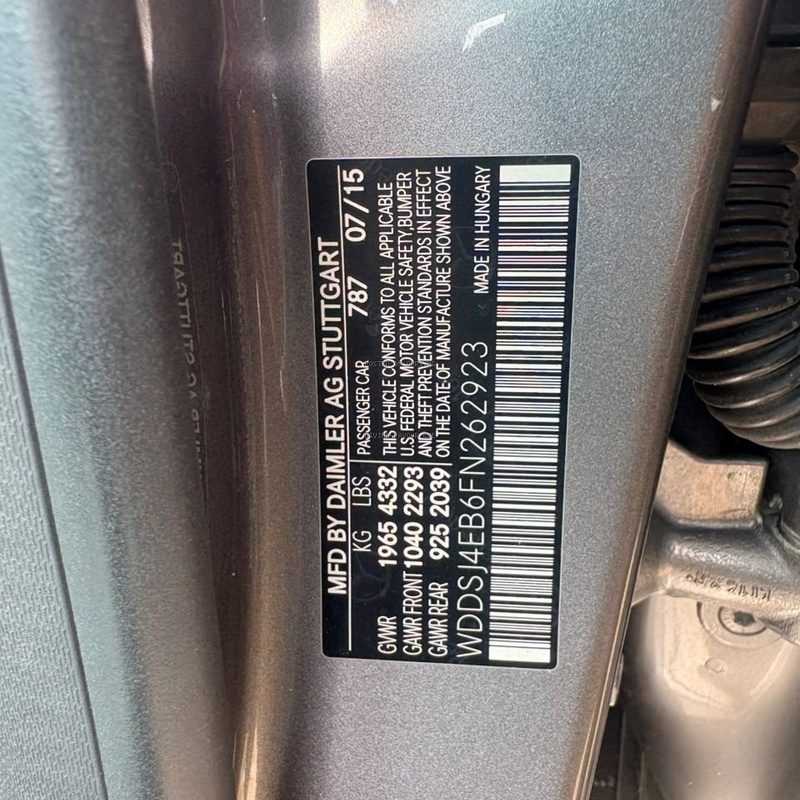 MFD BY DAIMLER AG STUTTGART
KG LBS PASSENGER CAR 787 07/15
GVWR 1965 4332
GAWR FRONT 1040 2293
GAWR REAR 925 2039
THIS VEHICLE CONFORMS TO ALL APPLICABLE
U.S. FEDERAL MOTOR VEHICLE SAFETY, BUMPER
AND THEFT PREVENTION STANDARDS IN EFFECT
ON THE DATE OF MANUFACTURE SHOWN ABOVE
WDDSJ4EB6FN262923 MADE IN HUNGARY